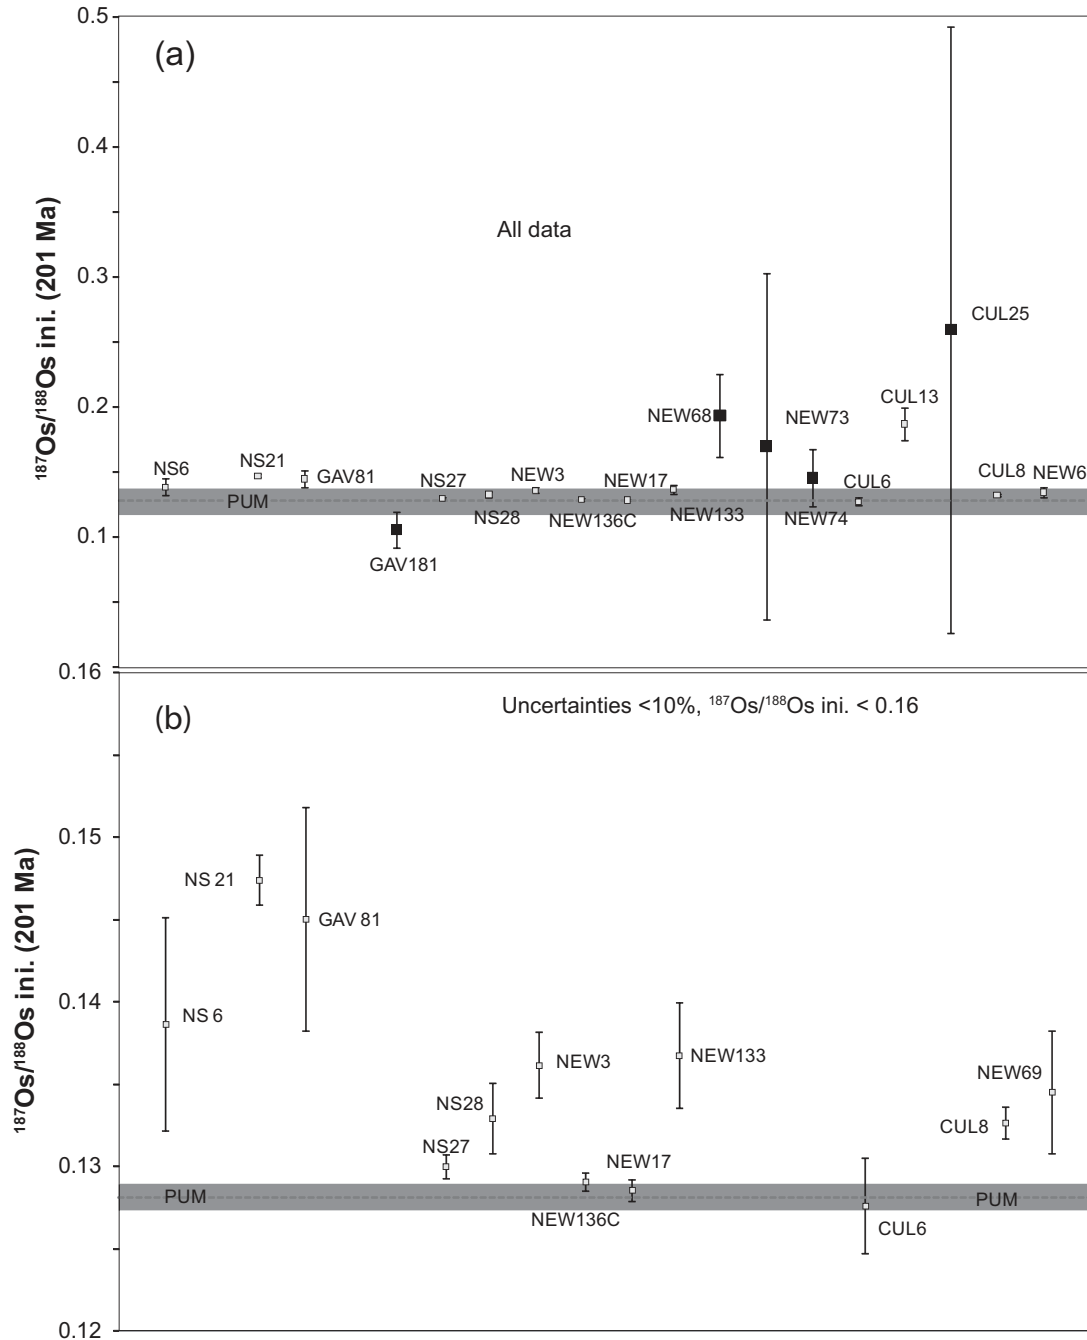 0.5
(a)
0.4
All data
0.3
CUL25
0.2
CUL13
NEW68
NEW73
NS6
NS21
GAV81
NS27
NEW3
NEW17
CUL6
CUL8
NEW6
PUM
NS28
NEW136C
NEW133
NEW74
0.1
GAV181
187Os/188Os ini. (201 Ma)
0.16
(b)
Uncertainties <10%, 187Os/188Os ini. < 0.16
0.15
NS 21
GAV 81
0.14
NS 6
NEW3
NEW133
NEW69
NS28
CUL8
NS27
NEW17
0.13
PUM
PUM
NEW136C
CUL6
0.12
187Os/188Os ini. (201 Ma)